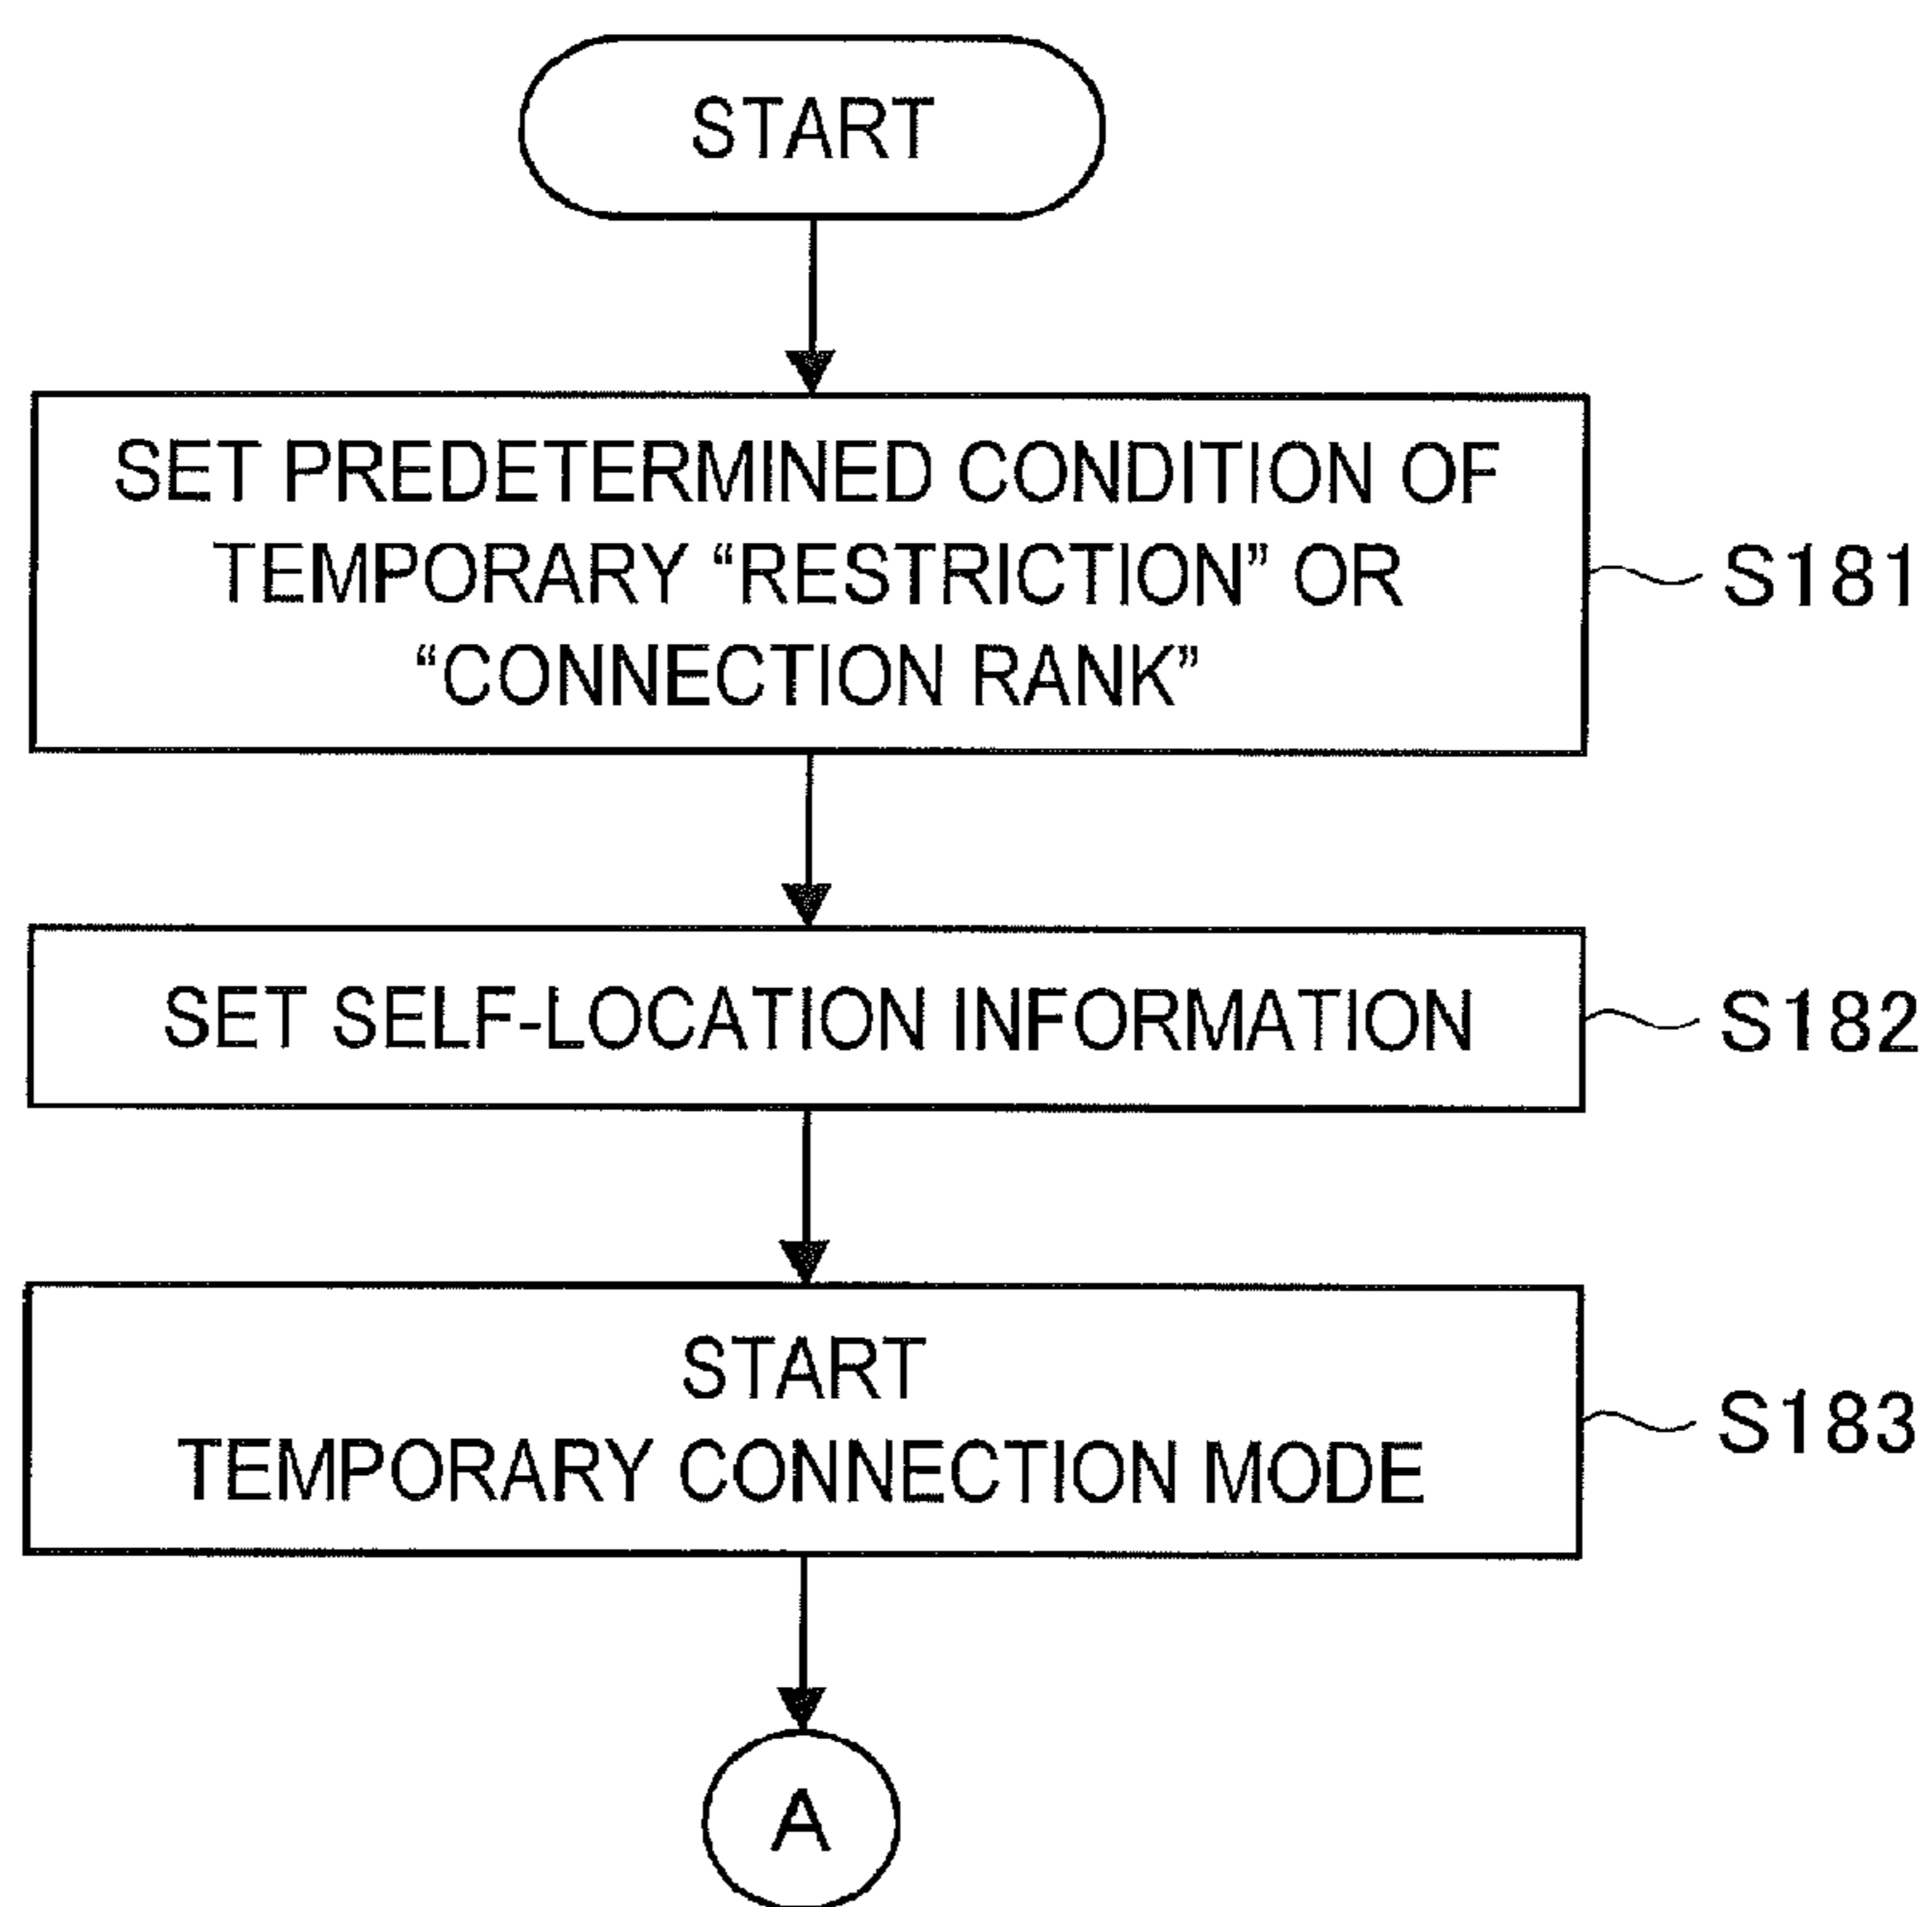 START
SET PREDETERMINED CONDITION OF
TEMPORARY “RESTRICTION” OR
“CONNECTION RANK”
S181
SET SELF-LOCATION INFORMATION
S182
START
TEMPORARY CONNECTION MODE
S183
A